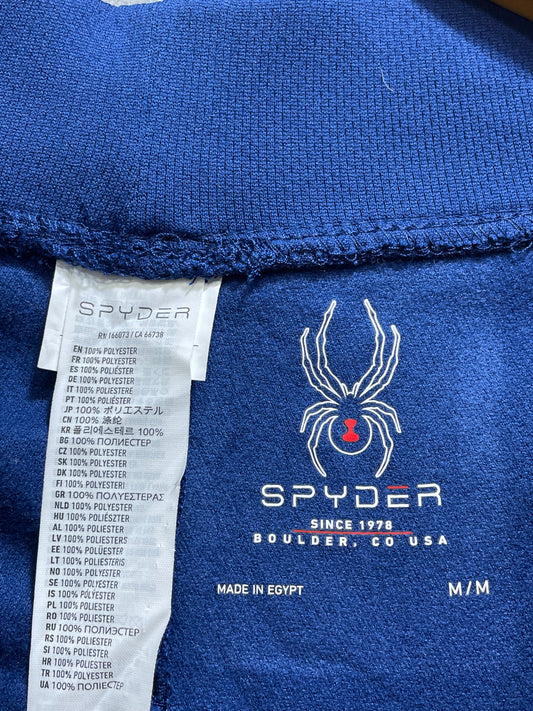 SPYDER
RN 166073 / CA 66738
EN 100% POLYESTER
FR 100% POLYESTER
ES 100% POLIÉSTER
DE 100% POLYESTER
IT 100% POLIESTERE
PT 100% POLIÉSTER
JP 100% ポリエステル
CN 100% 涤纶
KR 폴리에스테르 100%
BG 100% ПОЛИЕСТЕР
CZ 100% POLYESTER
SK 100% POLYESTER
DK 100% POLYESTER
FI 100% POLYESTERI
GR 100% ΠΟΛΥΕΣΤΕΡΑΣ
NLD 100% POLYESTER
HU 100% POLIÉSZTER
AL 100% POLIESTER
LV 100% POLIESTERS
EE 100% POLÜESTER
LT 100% POLIESTERIS
NO 100% POLYESTER
SE 100% POLYESTER
IS 100% PÓLÝESTER
PL 100% POLIESTER
RO 100% POLIESTER
RU 100% ПОЛИЭСТЕР
RS 100% POLIESTER
SI 100% POLIESTER
HR 100% POLIESTER
TR 100% POLYESTER
UA 100% ПОЛІЕСТЕР
SPYDER
SINCE 1978
BOULDER, CO USA
MADE IN EGYPT
M/M